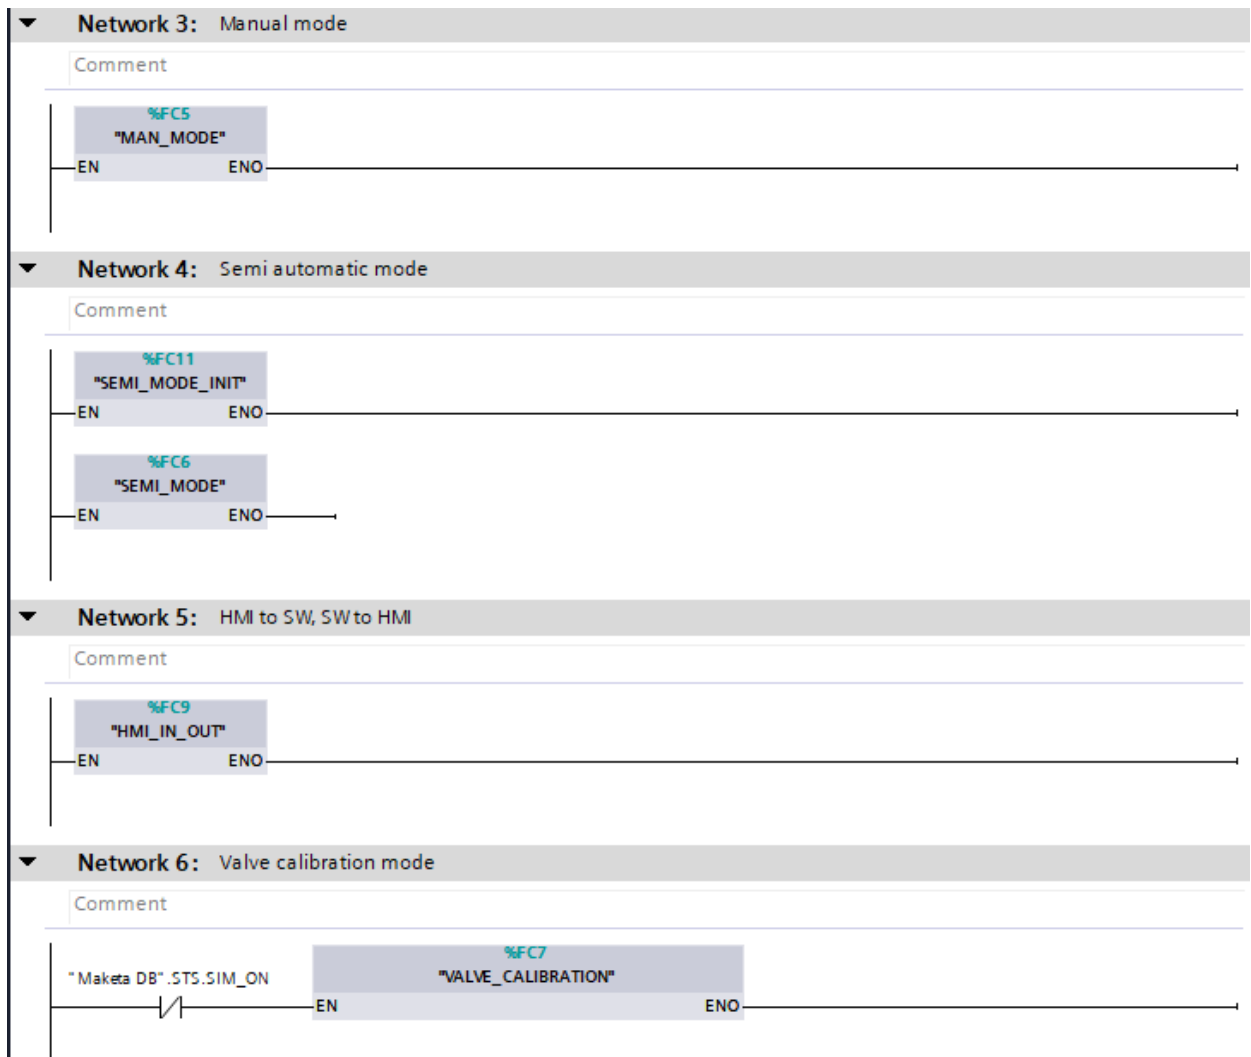 Network 3: Manual mode
Comment
%FC5
"MAN_MODE"
EN ENO
Network 4: Semi automatic mode
Comment
%FC11
"SEMI_MODE_INIT"
EN ENO
%FC6
"SEMI_MODE"
EN ENO
Network 5: HMI to SW, SW to HMI
Comment
%FC9
"HMI_IN_OUT"
EN ENO
Network 6: Valve calibration mode
Comment
%FC7
"Maketa DB".STS.SIM_ON "VALVE_CALIBRATION"
EN ENO